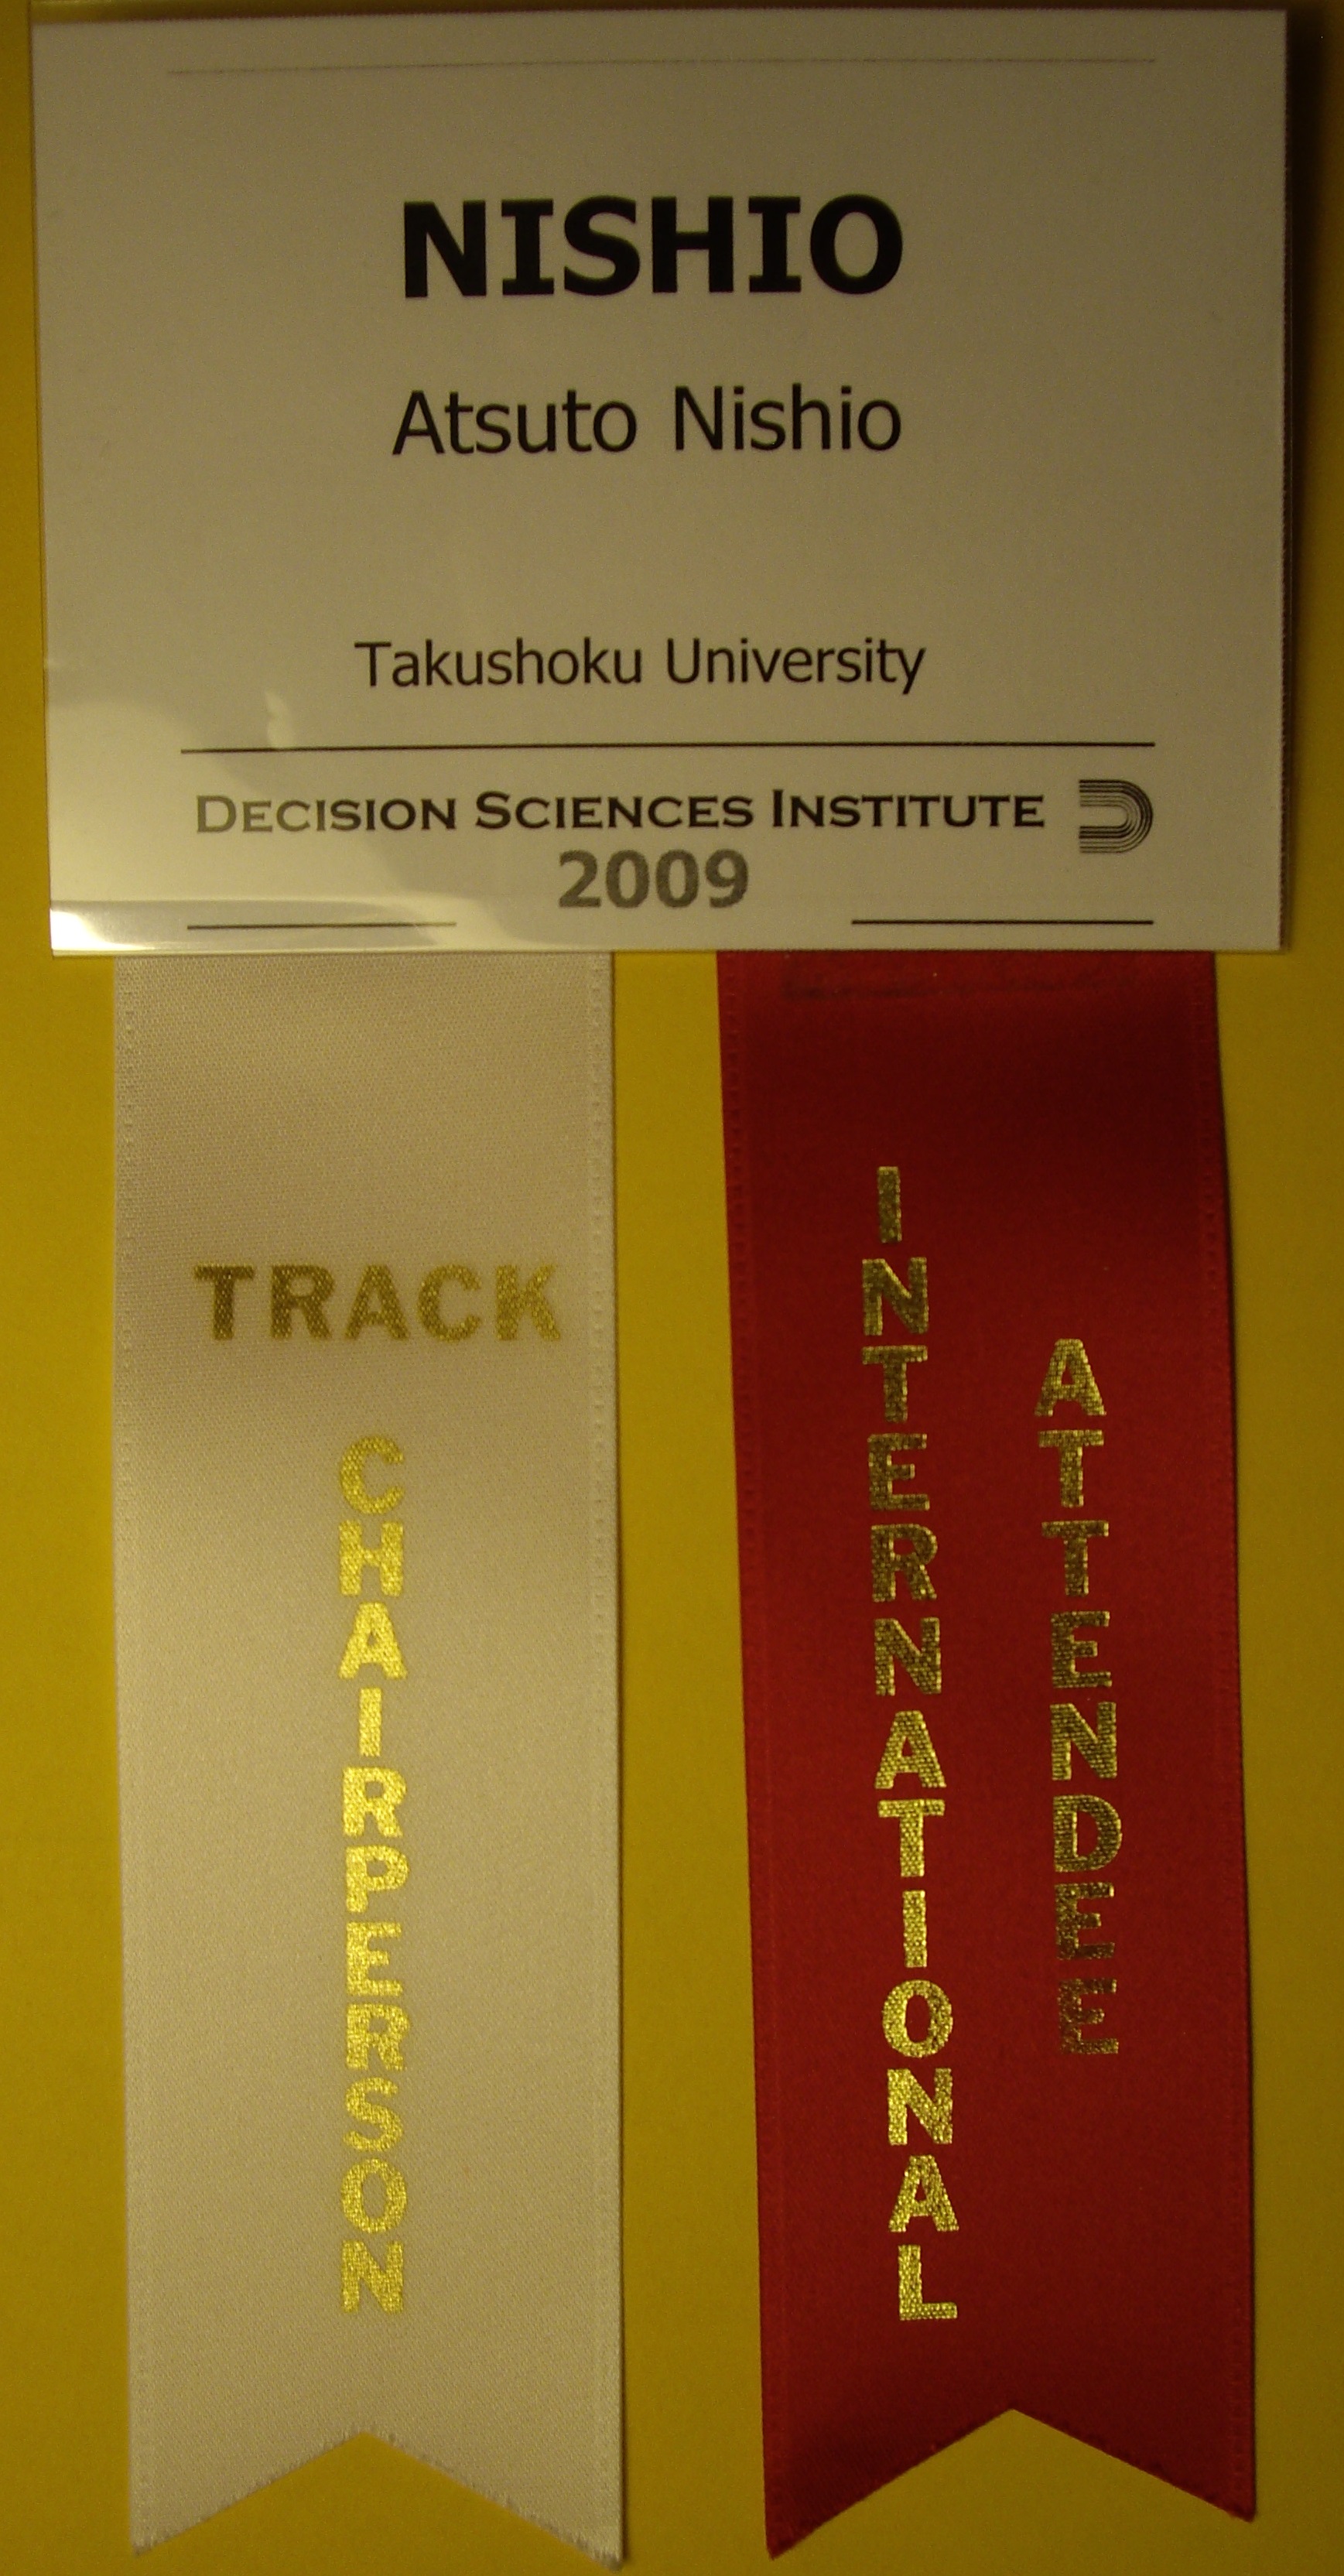 NISHIO
Atsuto Nishio
Takushoku University
DECISION SCIENCES INSTITUTE
2009
TRACK
CHAIRPERSON
INTERNATIONAL
ATTENDEE